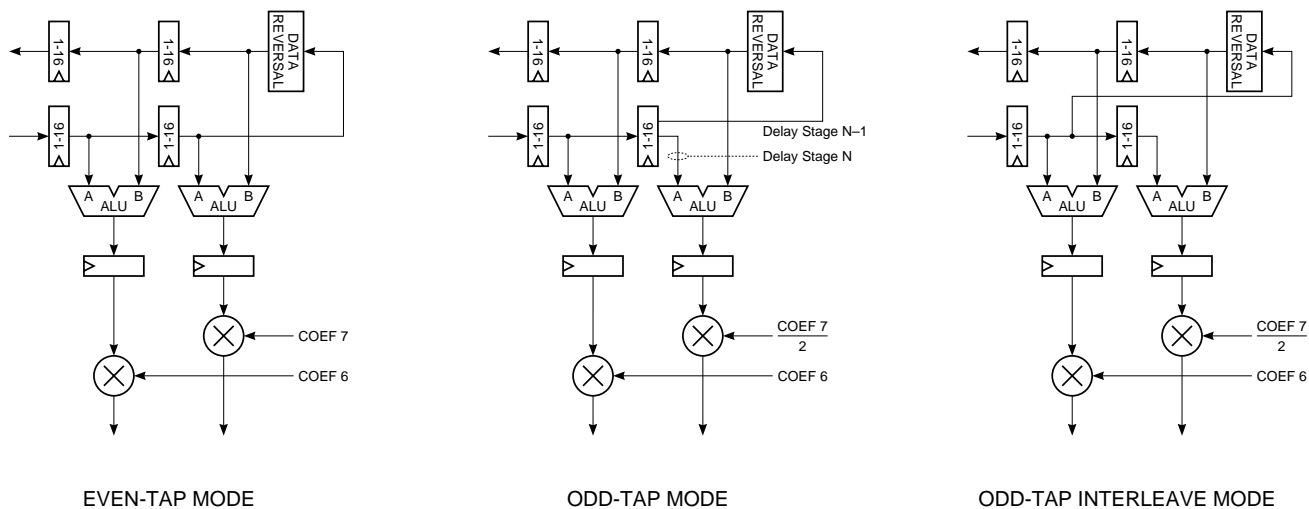 1-16
1-16
DATA
REVERSAL
1-16
1-16
A
B
ALU
A
B
ALU
COEF 7
COEF 6
EVEN-TAP MODE
1-16
1-16
DATA
REVERSAL
1-16
1-16
Delay Stage N–1
Delay Stage N
A
B
ALU
A
B
ALU
COEF 7
2
COEF 6
ODD-TAP MODE
1-16
1-16
DATA
REVERSAL
1-16
1-16
A
B
ALU
A
B
ALU
COEF 7
2
COEF 6
ODD-TAP INTERLEAVE MODE